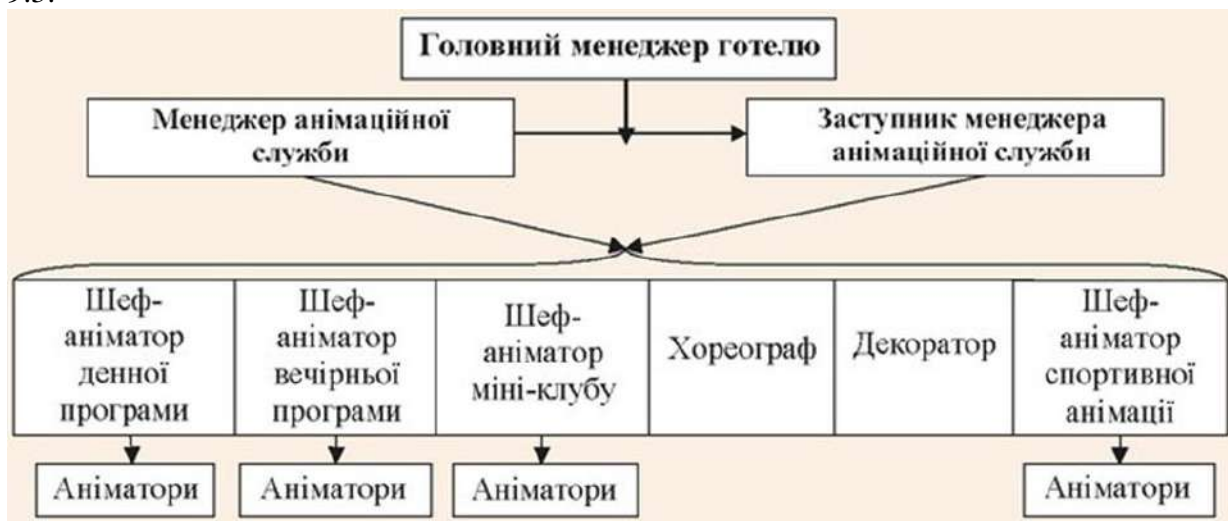 Головний менеджер готелю
Менеджер анімаційної
служби
Заступник менеджера
анімаційної служби
Шеф-
аніматор
денної
програми
Шеф-
аніматор
вечірньої
програми
Шеф-
аніматор
міні-клубу
Хореограф
Декоратор
Шеф-
аніматор
спортивної
анімації
Аніматори
Аніматори
Аніматори
Аніматори